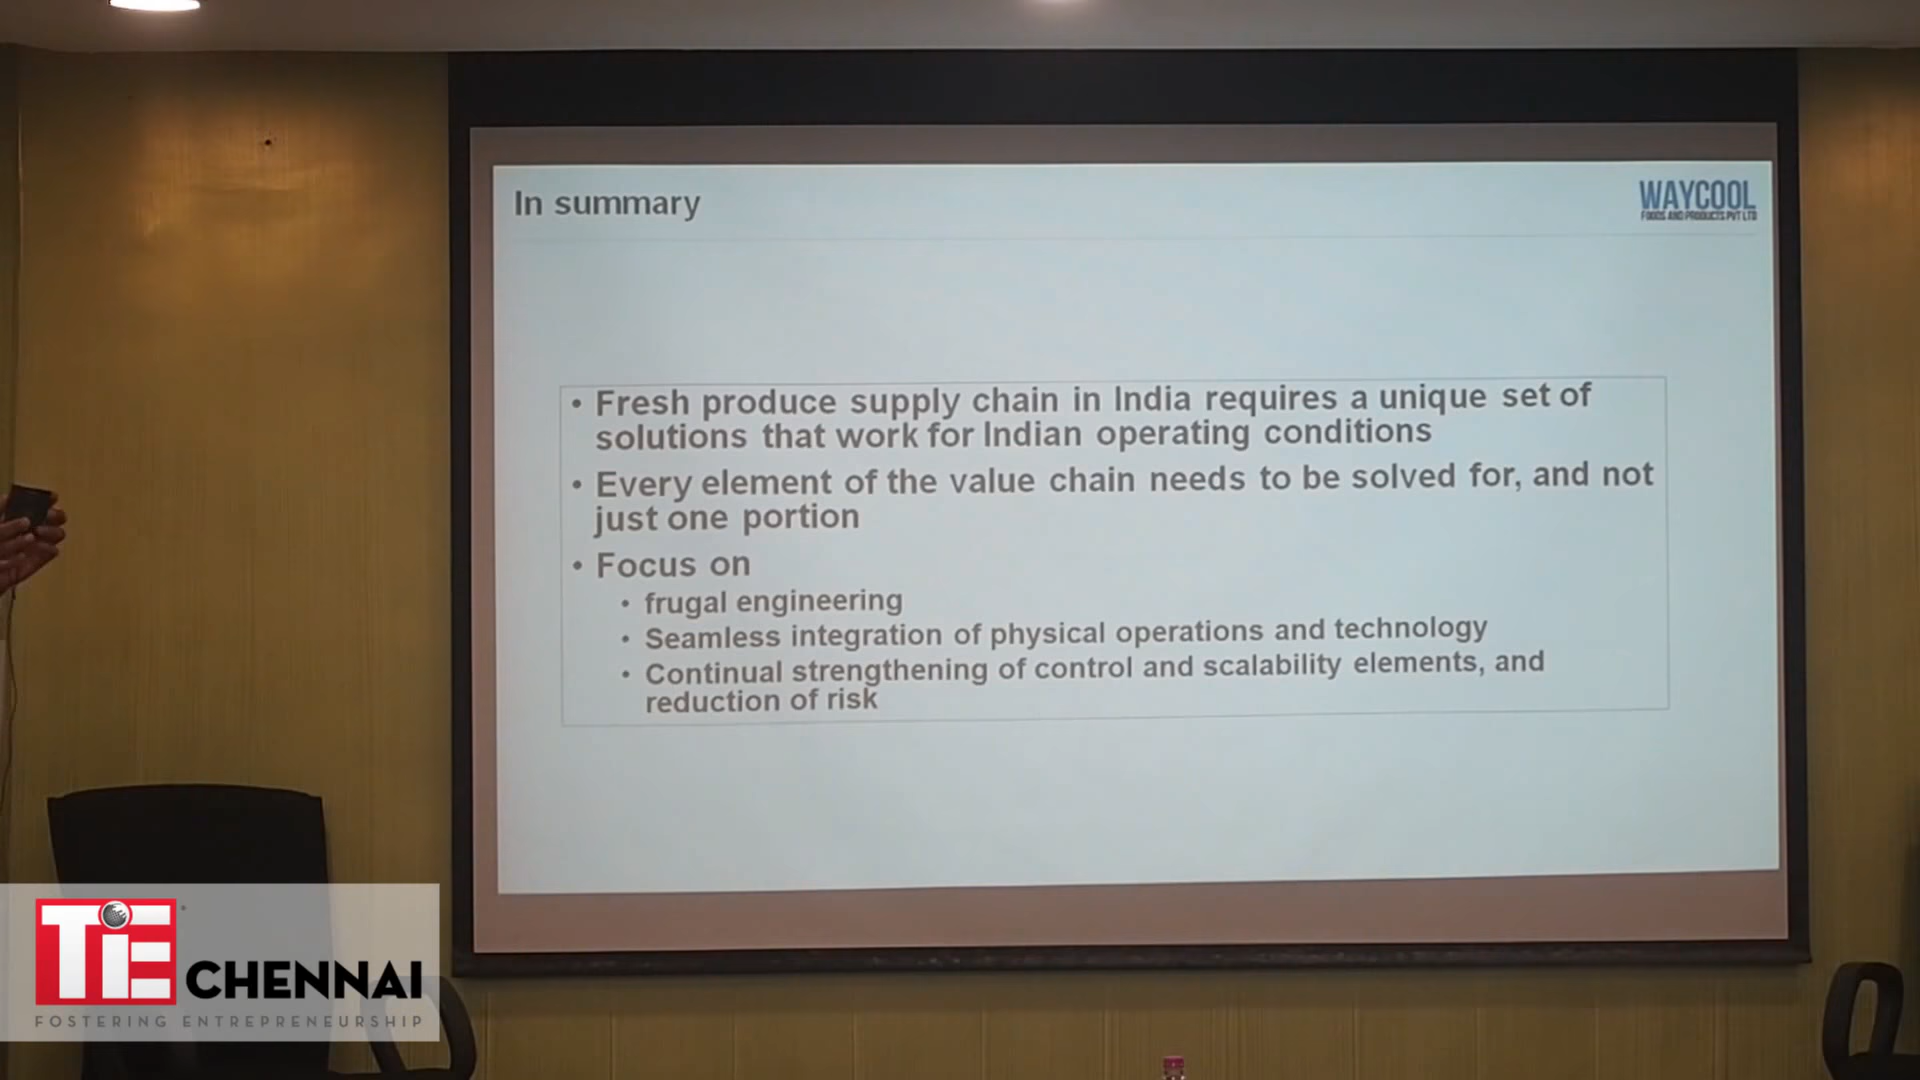 In summary
WAYCOOL
FOODS AND PRODUCTS PVT LTD
• Fresh produce supply chain in India requires a unique set of
solutions that work for Indian operating conditions
• Every element of the value chain needs to be solved for, and not
just one portion
• Focus on
• frugal engineering
• Seamless integration of physical operations and technology
• Continual strengthening of control and scalability elements, and
reduction of risk
TiE CHENNAI
FOSTERING ENTREPRENEURSHIP